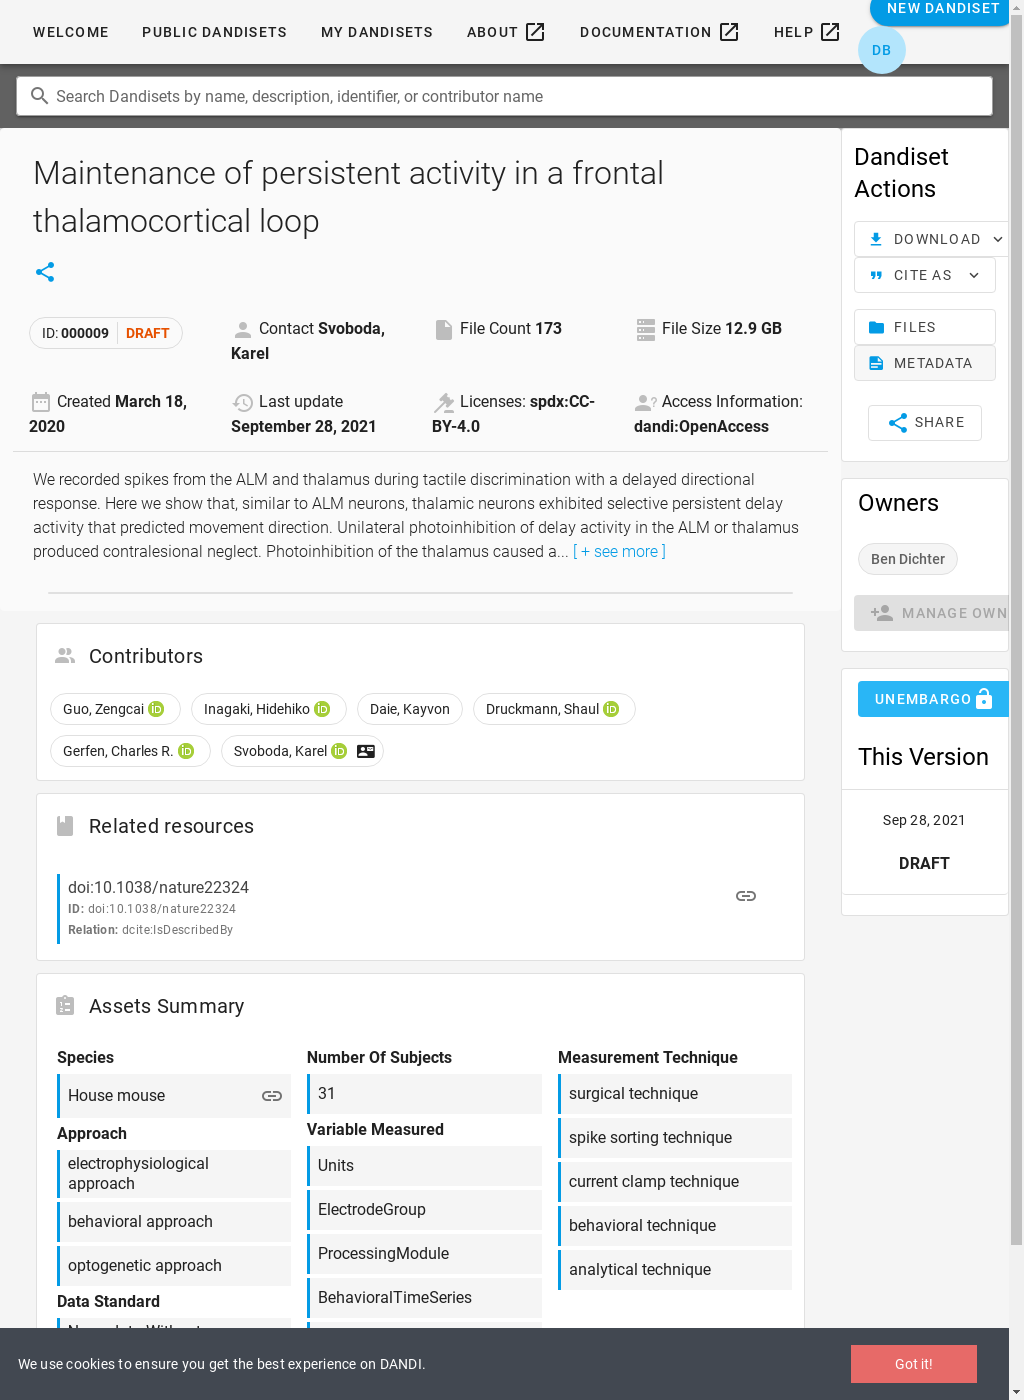 WELCOME
PUBLIC DANDISETS
MY DANDISETS
ABOUT
DOCUMENTATION
HELP
NEW DANDISET
DB
Search Dandisets by name, description, identifier, or contributor name
Maintenance of persistent activity in a frontal
thalamocortical loop
ID: 000009 DRAFT
Contact Svoboda,
Karel
File Count 173
File Size 12.9 GB
Created March 18,
2020
Last update
September 28, 2021
Licenses: spdx:CC-
BY-4.0
Access Information:
dandi:OpenAccess
We recorded spikes from the ALM and thalamus during tactile discrimination with a delayed directional
response. Here we show that, similar to ALM neurons, thalamic neurons exhibited selective persistent delay
activity that predicted movement direction. Unilateral photoinhibition of delay activity in the ALM or thalamus
produced contralesional neglect. Photoinhibition of the thalamus caused a... [ + see more ]
Contributors
Guo, Zengcai iD
Inagaki, Hidehiko iD
Daie, Kayvon
Druckmann, Shaul iD
Gerfen, Charles R. iD
Svoboda, Karel iD
Related resources
doi:10.1038/nature22324
ID: doi:10.1038/nature22324
Relation: dcite:IsDescribedBy
Assets Summary
Species
House mouse
Approach
electrophysiological
approach
behavioral approach
optogenetic approach
Data Standard
Number Of Subjects
31
Variable Measured
Units
ElectrodeGroup
ProcessingModule
BehavioralTimeSeries
Measurement Technique
surgical technique
spike sorting technique
current clamp technique
behavioral technique
analytical technique
Dandiset
Actions
DOWNLOAD
CITE AS
FILES
METADATA
SHARE
Owners
Ben Dichter
MANAGE OWN
UNEMBARGO
This Version
Sep 28, 2021
DRAFT
We use cookies to ensure you get the best experience on DANDI.
Got it!